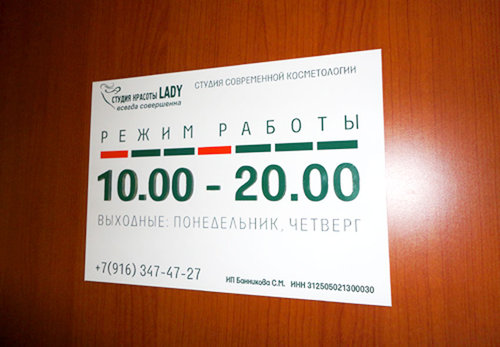 СТУДИЯ КРАСОТЫ LADY
всегда совершенна
СТУДИЯ СОВРЕМЕННОЙ КОСМЕТОЛОГИИ
РЕЖИМ РАБОТЫ
10.00 - 20.00
ВЫХОДНЫЕ: ПОНЕДЕЛЬНИК, ЧЕТВЕРГ
+7(916) 347-47-27
ИП Банникова С.М. ИНН 312505021300030